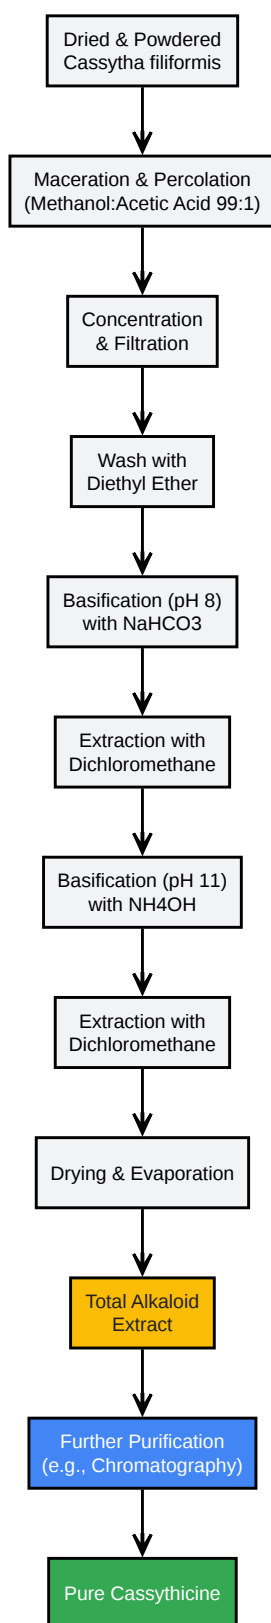 Dried & Powdered
Cassytha filiformis
Maceration & Percolation
(Methanol:Acetic Acid 99:1)
Concentration
& Filtration
Wash with
Diethyl Ether
Basification (pH 8)
with NaHCO3
Extraction with
Dichloromethane
Basification (pH 11)
with NH4OH
Extraction with
Dichloromethane
Drying & Evaporation
Total Alkaloid
Extract
Further Purification
(e.g., Chromatography)
Pure Cassythicine